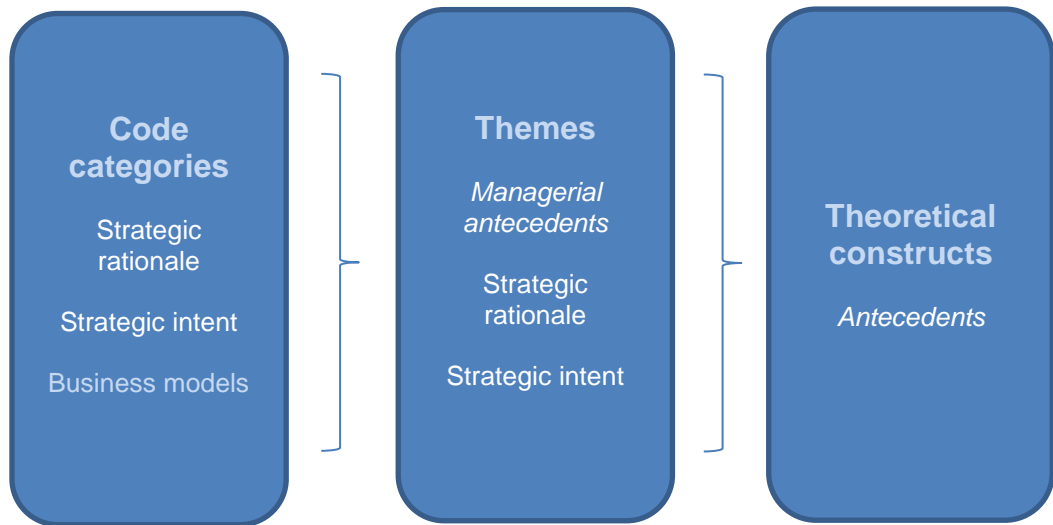 Code
categories
Strategic
rationale
Strategic intent
Business models
Themes
Managerial
antecedents
Strategic
rationale
Strategic intent
Theoretical
constructs
Antecedents